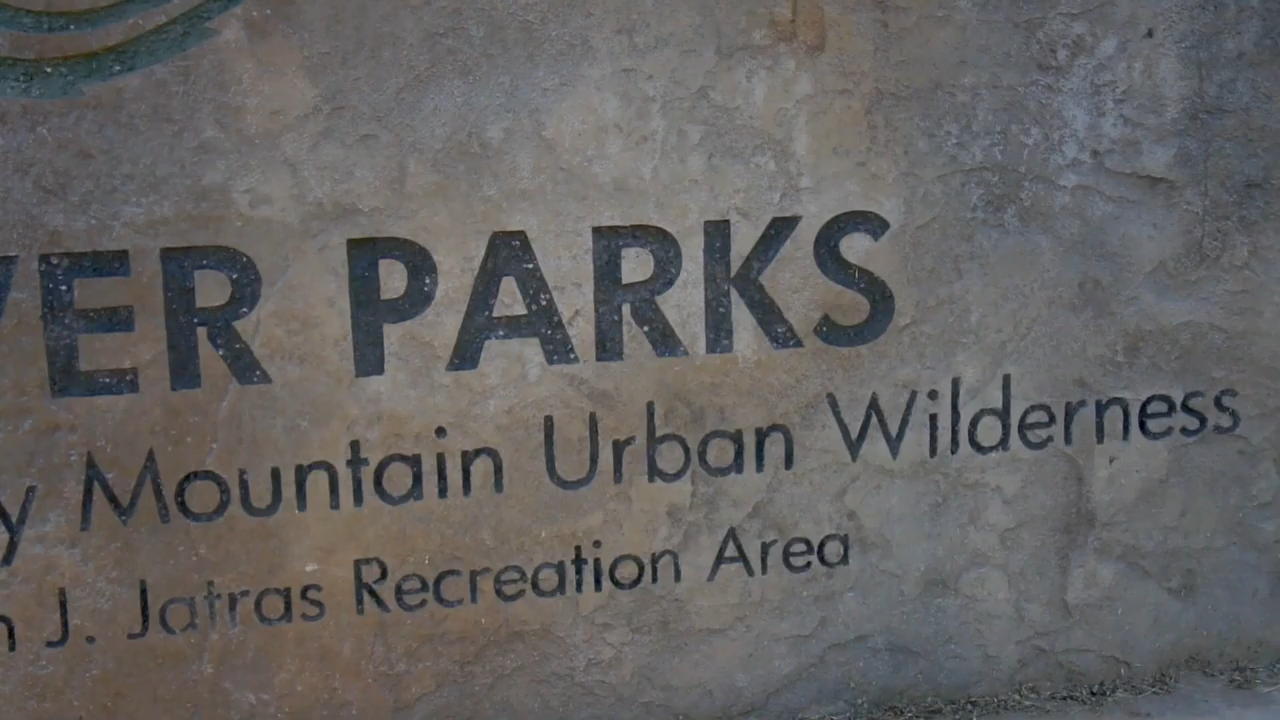 VER PARKS
y Mountain Urban Wilderness
n J. Jatras Recreation Area